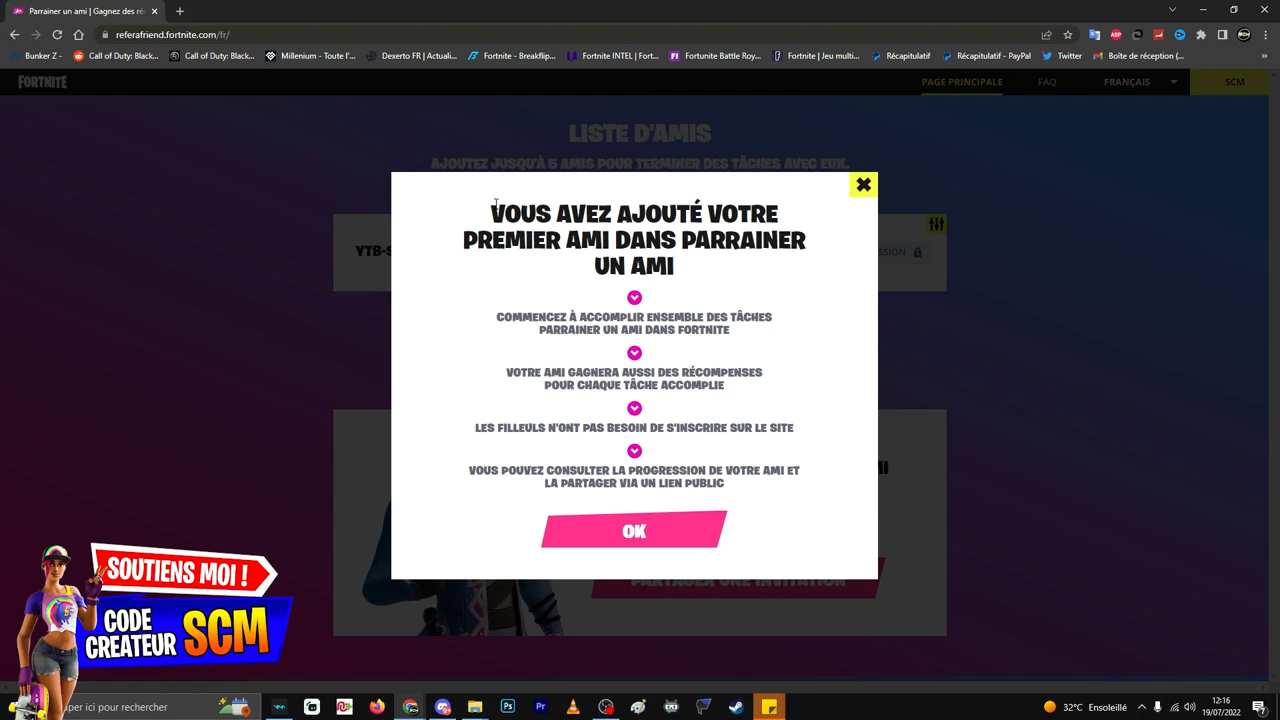 Parrainer un ami | Gagnez des ré
referafriend.fortnite.com/fr/
Bunker Z -
Call of Duty: Black...
Call of Duty: Black...
Millenium - Toute l'...
Dexerto FR | Actuali...
Fortnite - Breakflip...
Fortnite INTEL | Fort...
Fortunite Battle Roy...
Fortnite | Jeu multi...
Récapitulatif
Récapitulatif - PayPal
Twitter
Boîte de réception (...
»
FORTNITE
PAGE PRINCIPALE
FAQ
FRANÇAIS
SCM
LISTE D'AMIS
AJOUTEZ JUSQU'À 5 AMIS POUR TERMINER DES TÂCHES AVEC EUX.
VOUS AVEZ AJOUTÉ VOTRE
PREMIER AMI DANS PARRAINER
UN AMI
COMMENCEZ À ACCOMPLIR ENSEMBLE DES TÂCHES
PARRAINER UN AMI DANS FORTNITE
VOTRE AMI GAGNERA AUSSI DES RÉCOMPENSES
POUR CHAQUE TÂCHE ACCOMPLIE
LES FILLEULS N'ONT PAS BESOIN DE S'INSCRIRE SUR LE SITE
VOUS POUVEZ CONSULTER LA PROGRESSION DE VOTRE AMI ET
LA PARTAGER VIA UN LIEN PUBLIC
OK
PARTAGER UNE INVITATION
SOUTIENS MOI !
CODE
CREATEUR SCM
per ici pour rechercher
32°C Ensoleillé
12:16
19/07/2022